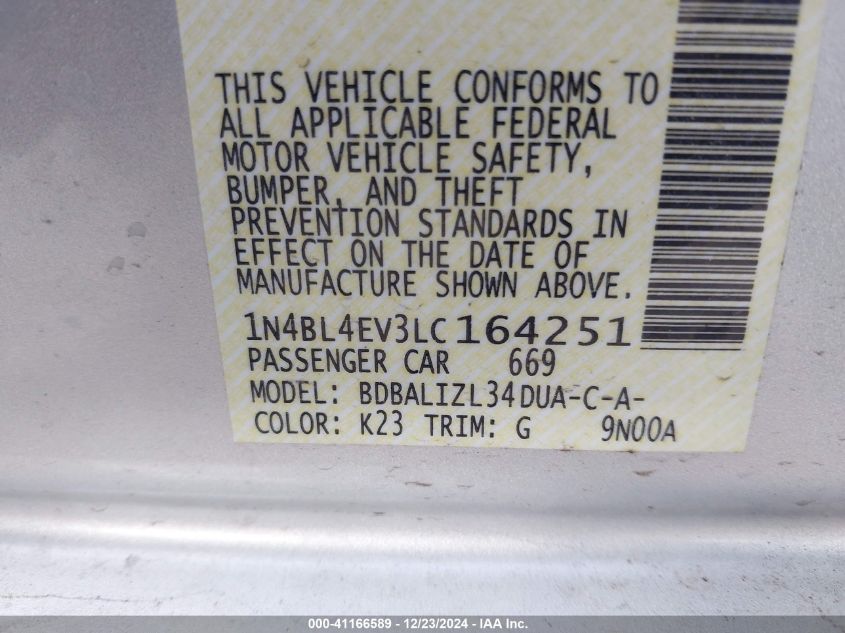 THIS VEHICLE CONFORMS TO
ALL APPLICABLE FEDERAL
MOTOR VEHICLE SAFETY,
BUMPER, AND THEFT
PREVENTION STANDARDS IN
EFFECT ON THE DATE OF
MANUFACTURE SHOWN ABOVE.
1N4BL4EV3LC164251
PASSENGER CAR 669
MODEL: BDBALIZL34DUA-C-A-
COLOR: K23 TRIM: G 9N00A
000-41166589 - 12/23/2024 - IAA Inc.